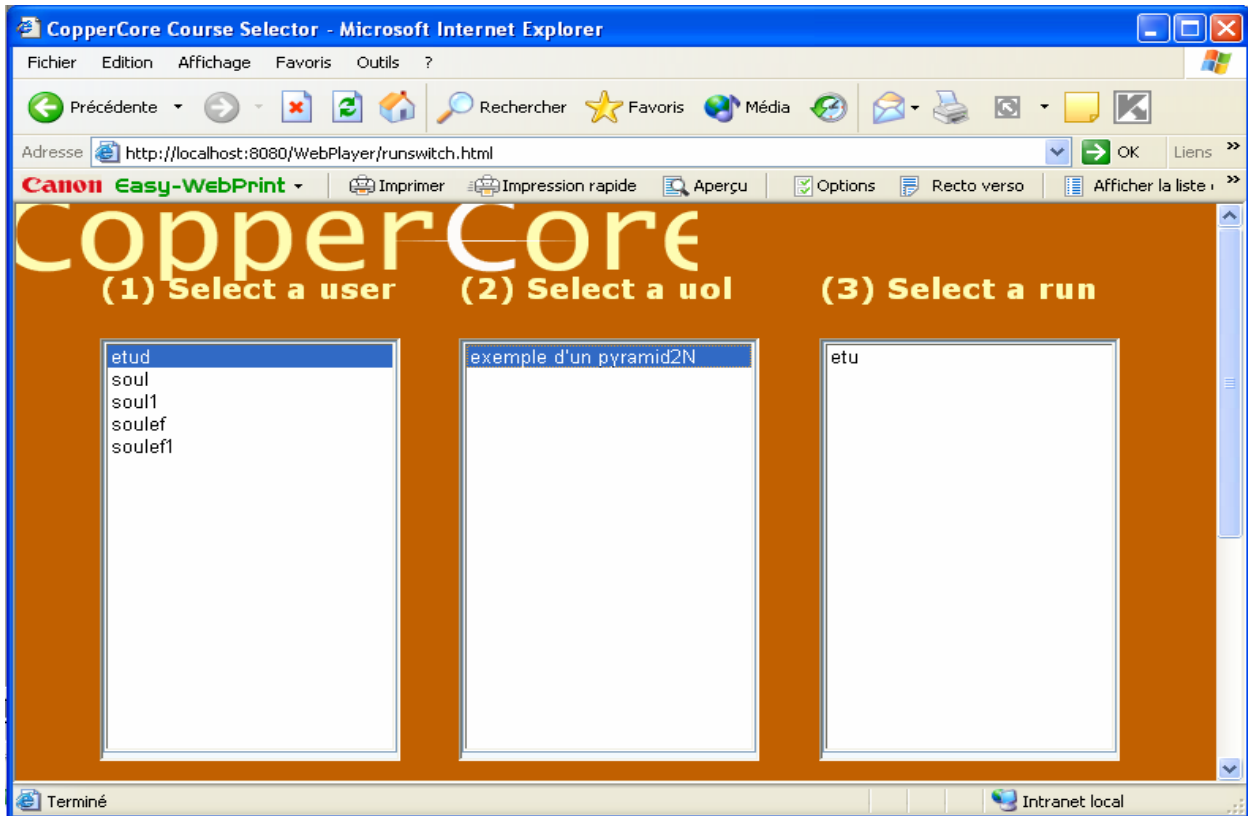 CopperCore Course Selector - Microsoft Internet Explorer
Fichier Edition Affichage Favoris Outils ?
Précédente Rechercher Favoris Média
Adresse http://localhost:8080/WebPlayer/runswitch.html OK Liens »
Canon Easy-WebPrint Imprimer Impression rapide Aperçu Options Recto verso Afficher la liste »
CopperCore
(1) Select a user (2) Select a uol (3) Select a run
etud exemple d'un pyramid2N etu
soul
soul1
soulef
soulef1
Terminé Intranet local